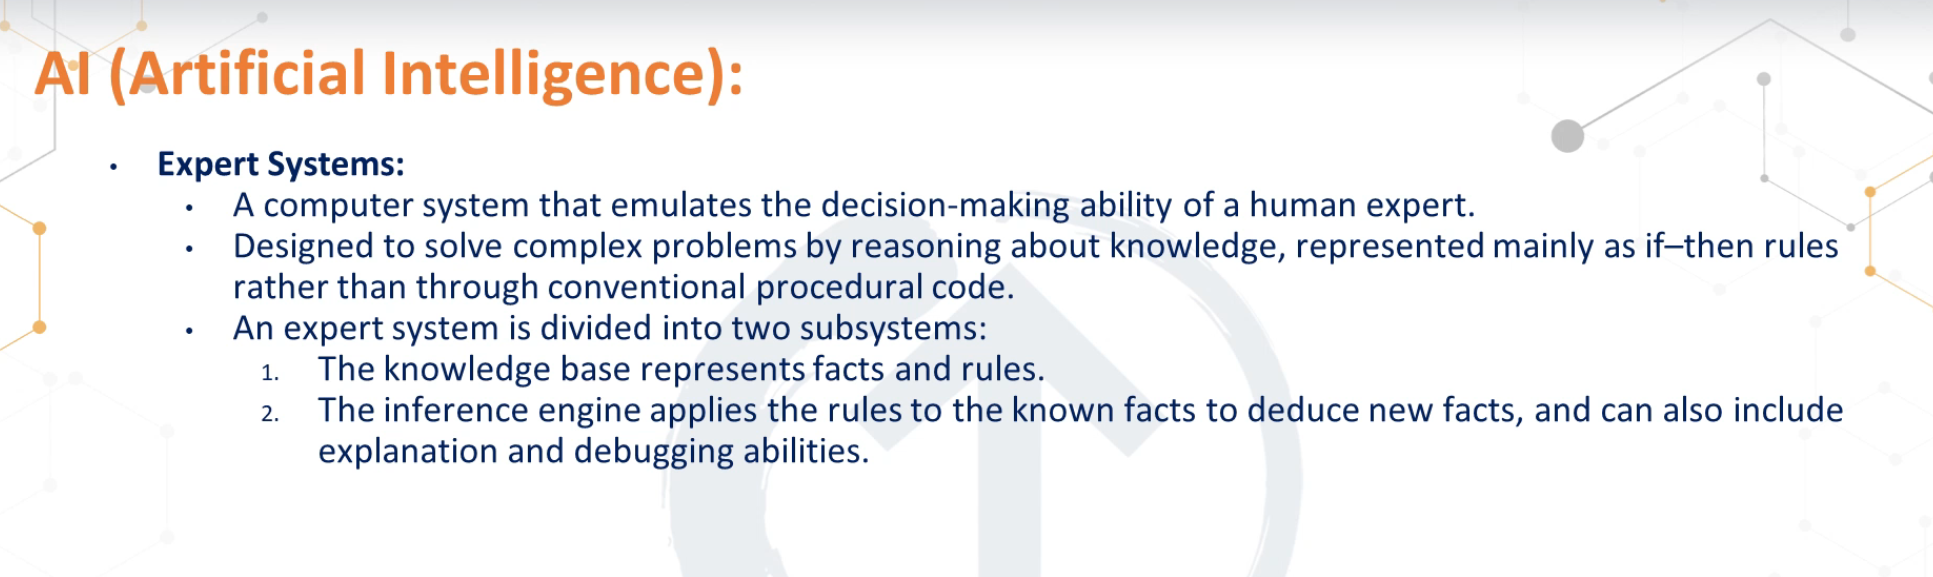 AI (Artificial Intelligence):
• Expert Systems:
• A computer system that emulates the decision-making ability of a human expert.
• Designed to solve complex problems by reasoning about knowledge, represented mainly as if–then rules
rather than through conventional procedural code.
• An expert system is divided into two subsystems:
1. The knowledge base represents facts and rules.
2. The inference engine applies the rules to the known facts to deduce new facts, and can also include
explanation and debugging abilities.